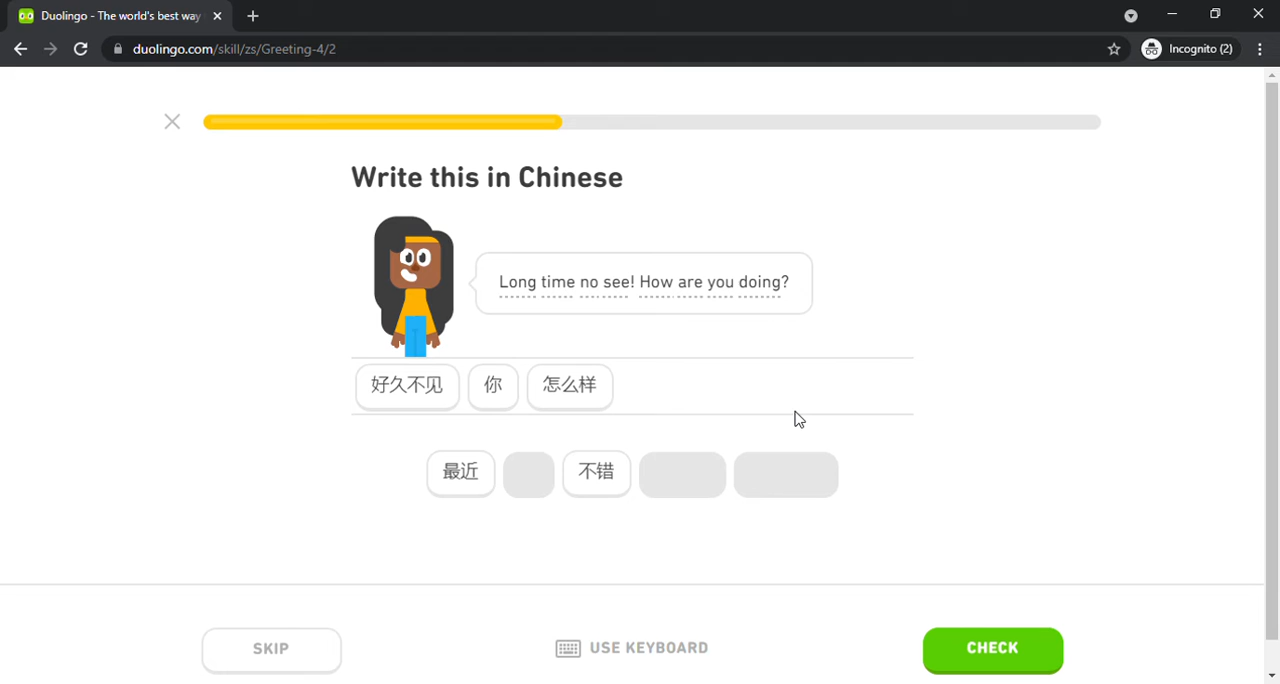 Duolingo - The world's best way
duolingo.com/skill/zs/Greeting-4/2
Incognito (2)
Write this in Chinese
Long time no see! How are you doing?
好久不见 你 怎么样
最近 不错
SKIP USE KEYBOARD CHECK